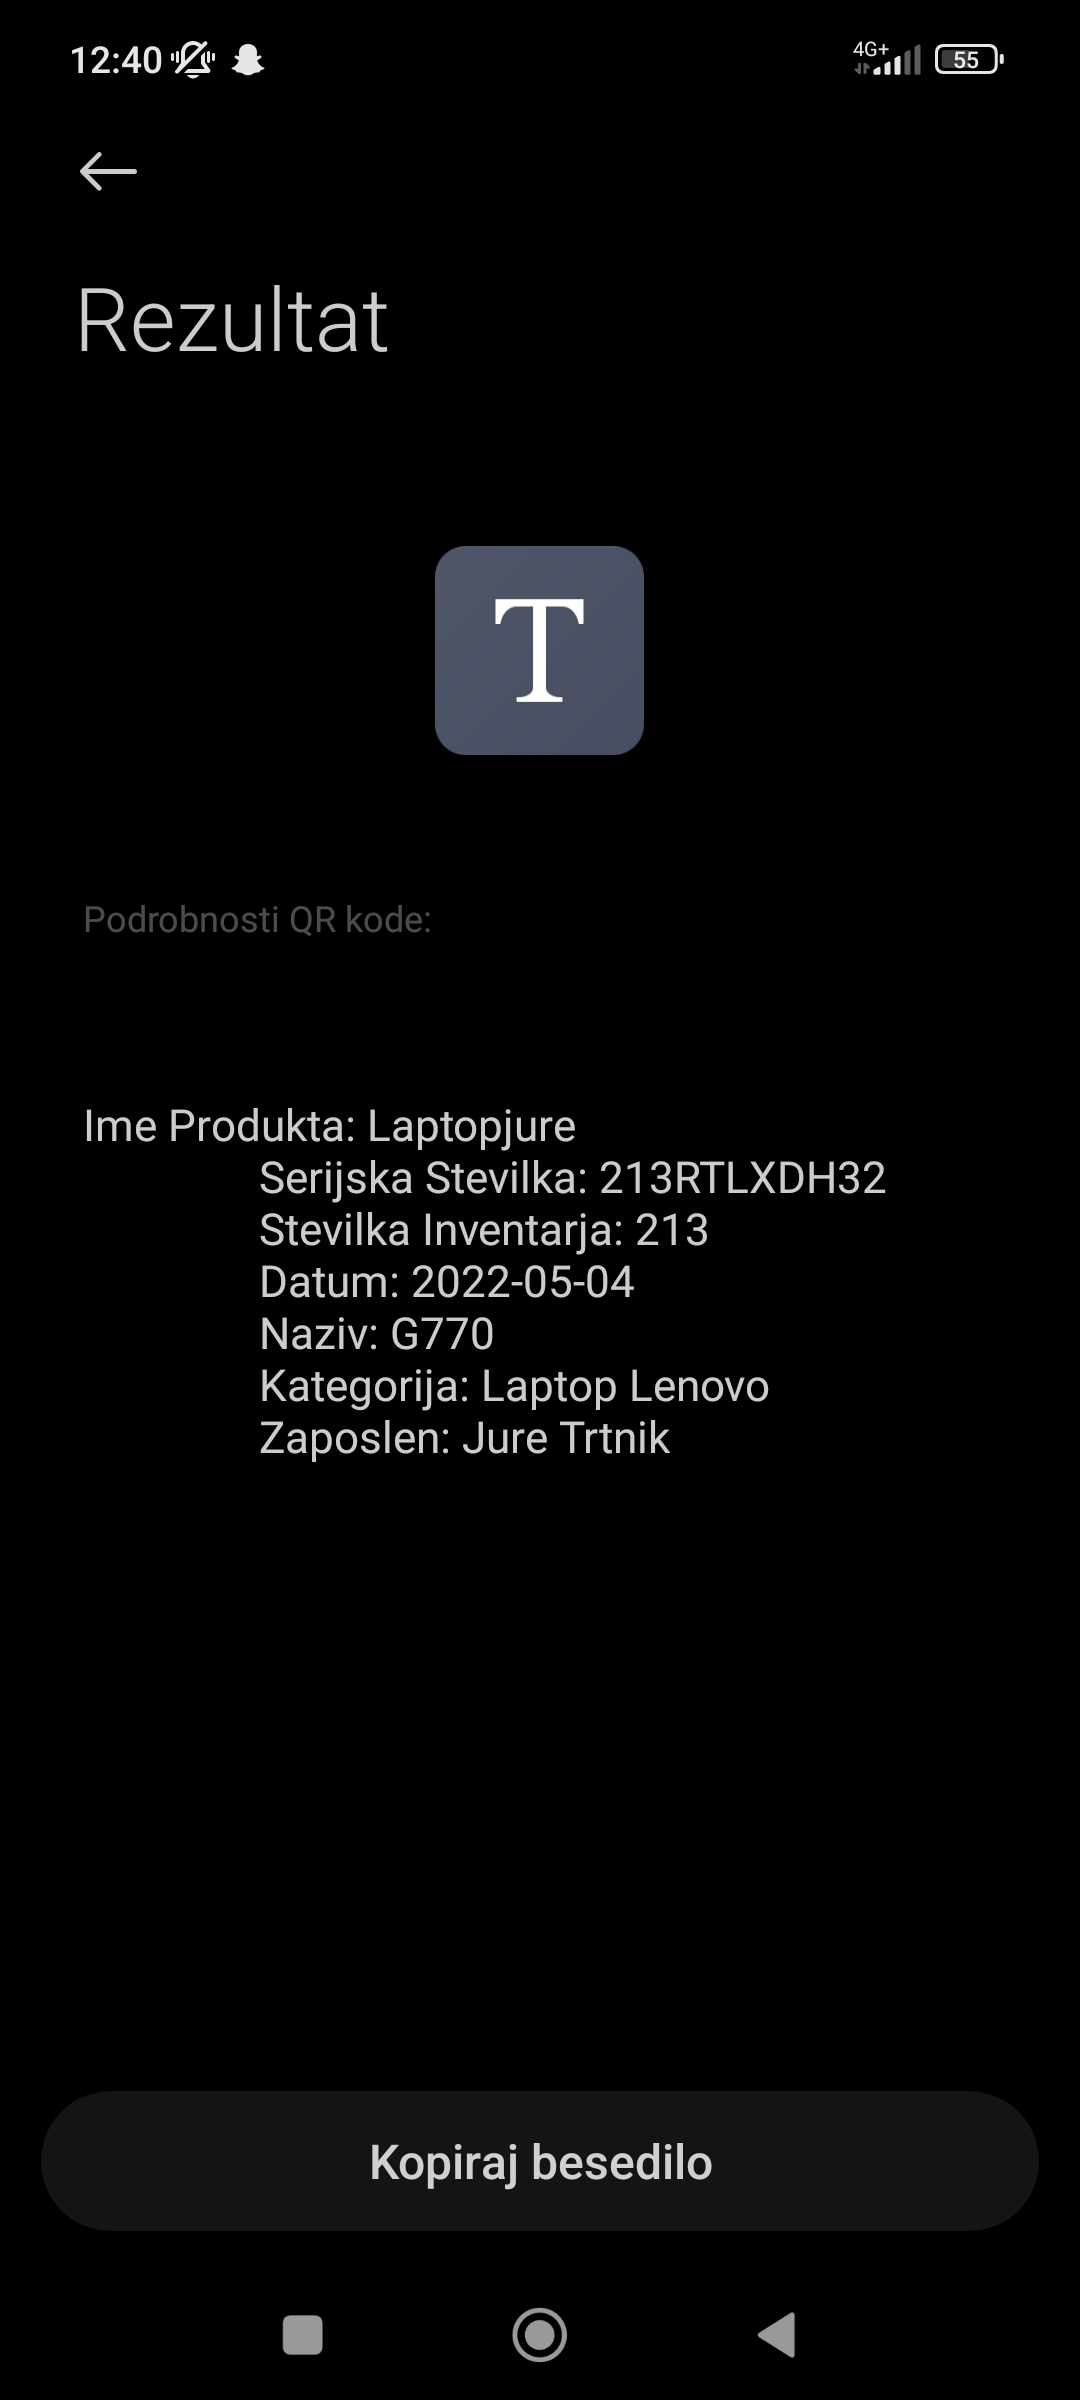 12:40
4G+
55
Rezultat
T
Podrobnosti QR kode:
Ime Produkta: Laptopjure
Serijska Stevilka: 213RTLXDH32
Stevilka Inventarja: 213
Datum: 2022-05-04
Naziv: G770
Kategorija: Laptop Lenovo
Zaposlen: Jure Trtnik
Kopiraj besedilo